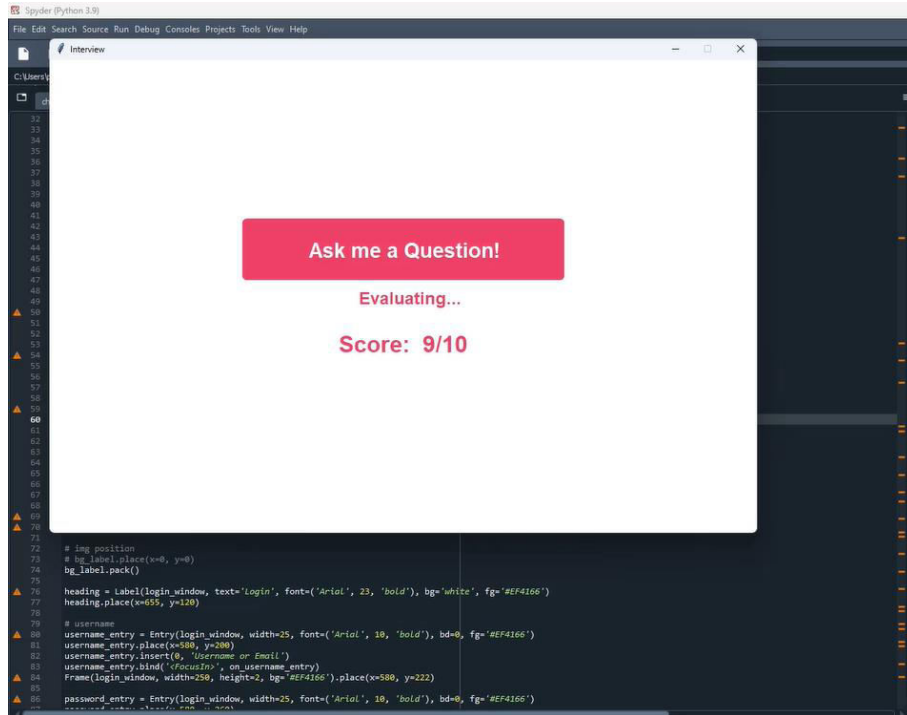 Spyder (Python 3.9)
File Edit Search Source Run Debug Consoles Projects Tools View Help
Interview
C:\Users\p
Ask me a Question!
Evaluating...
Score: 9/10
32
33
34
35
36
37
38
39
40
41
42
43
44
45
46
47
48
49
50
51
52
53
54
55
56
57
58
59
60
61
62
63
64
65
66
67
68
69
70
71
72 # img position
73 # bg_label.place(x=0, y=0)
74 bg_label.pack()
75
76 heading = Label(login_window, text='Login', font=('Arial', 23, 'bold'), bg='white', fg='#EF4166')
77 heading.place(x=655, y=120)
78
79 # username
80 username_entry = Entry(login_window, width=25, font=('Arial', 10, 'bold'), bd=0, fg='#EF4166')
81 username_entry.place(x=580, y=200)
82 username_entry.insert(0, 'Username or Email')
83 username_entry.bind('<FocusIn>', on_username_entry)
84 Frame(login_window, width=250, height=2, bg='#EF4166').place(x=580, y=222)
85
86 password_entry = Entry(login_window, width=25, font=('Arial', 10, 'bold'), bd=0, fg='#EF4166')